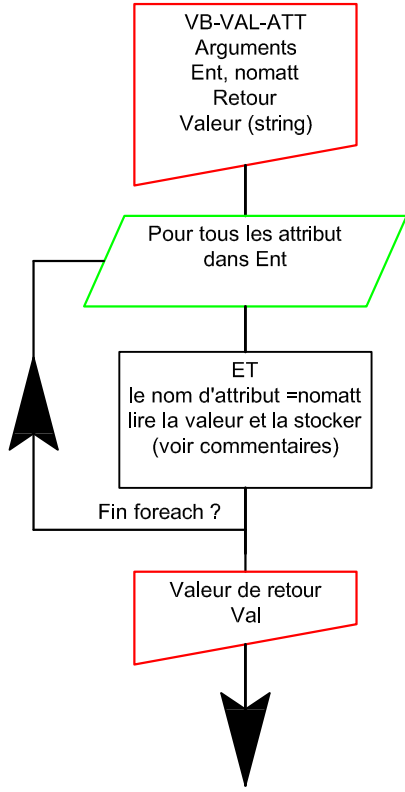 VB-VAL-ATT
Arguments
Ent, nomatt
Retour
Valeur (string)
Pour tous les attribut
dans Ent
ET
le nom d'attribut =nomatt
lire la valeur et la stocker
(voir commentaires)
Fin foreach ?
Valeur de retour
Val